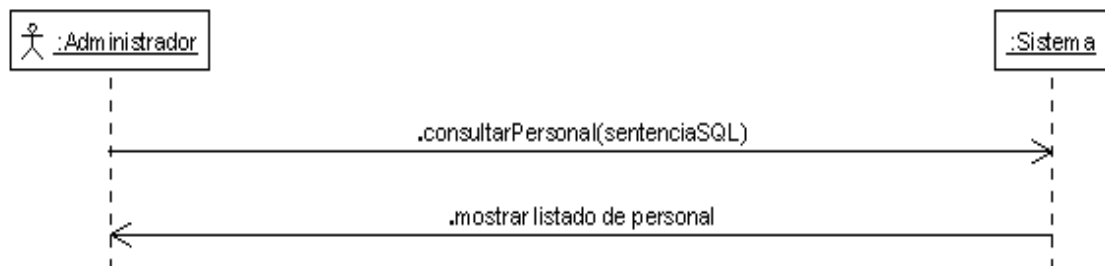 :Administrador
:Sistema
.consultarPersonal(sentenciaSQL)
.mostrar listado de personal